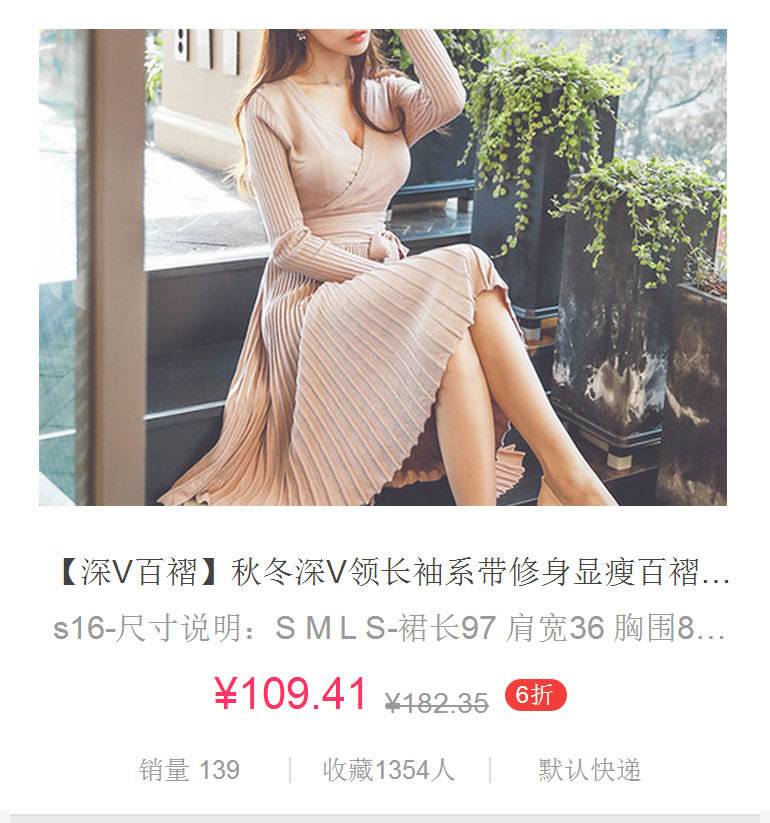 【深V百褶】秋冬深V领长袖系带修身显瘦百褶…
s16-尺寸说明：S M L S-裙长97 肩宽36 胸围8…
¥109.41 ¥182.35 6折
销量 139 收藏1354人 默认快递